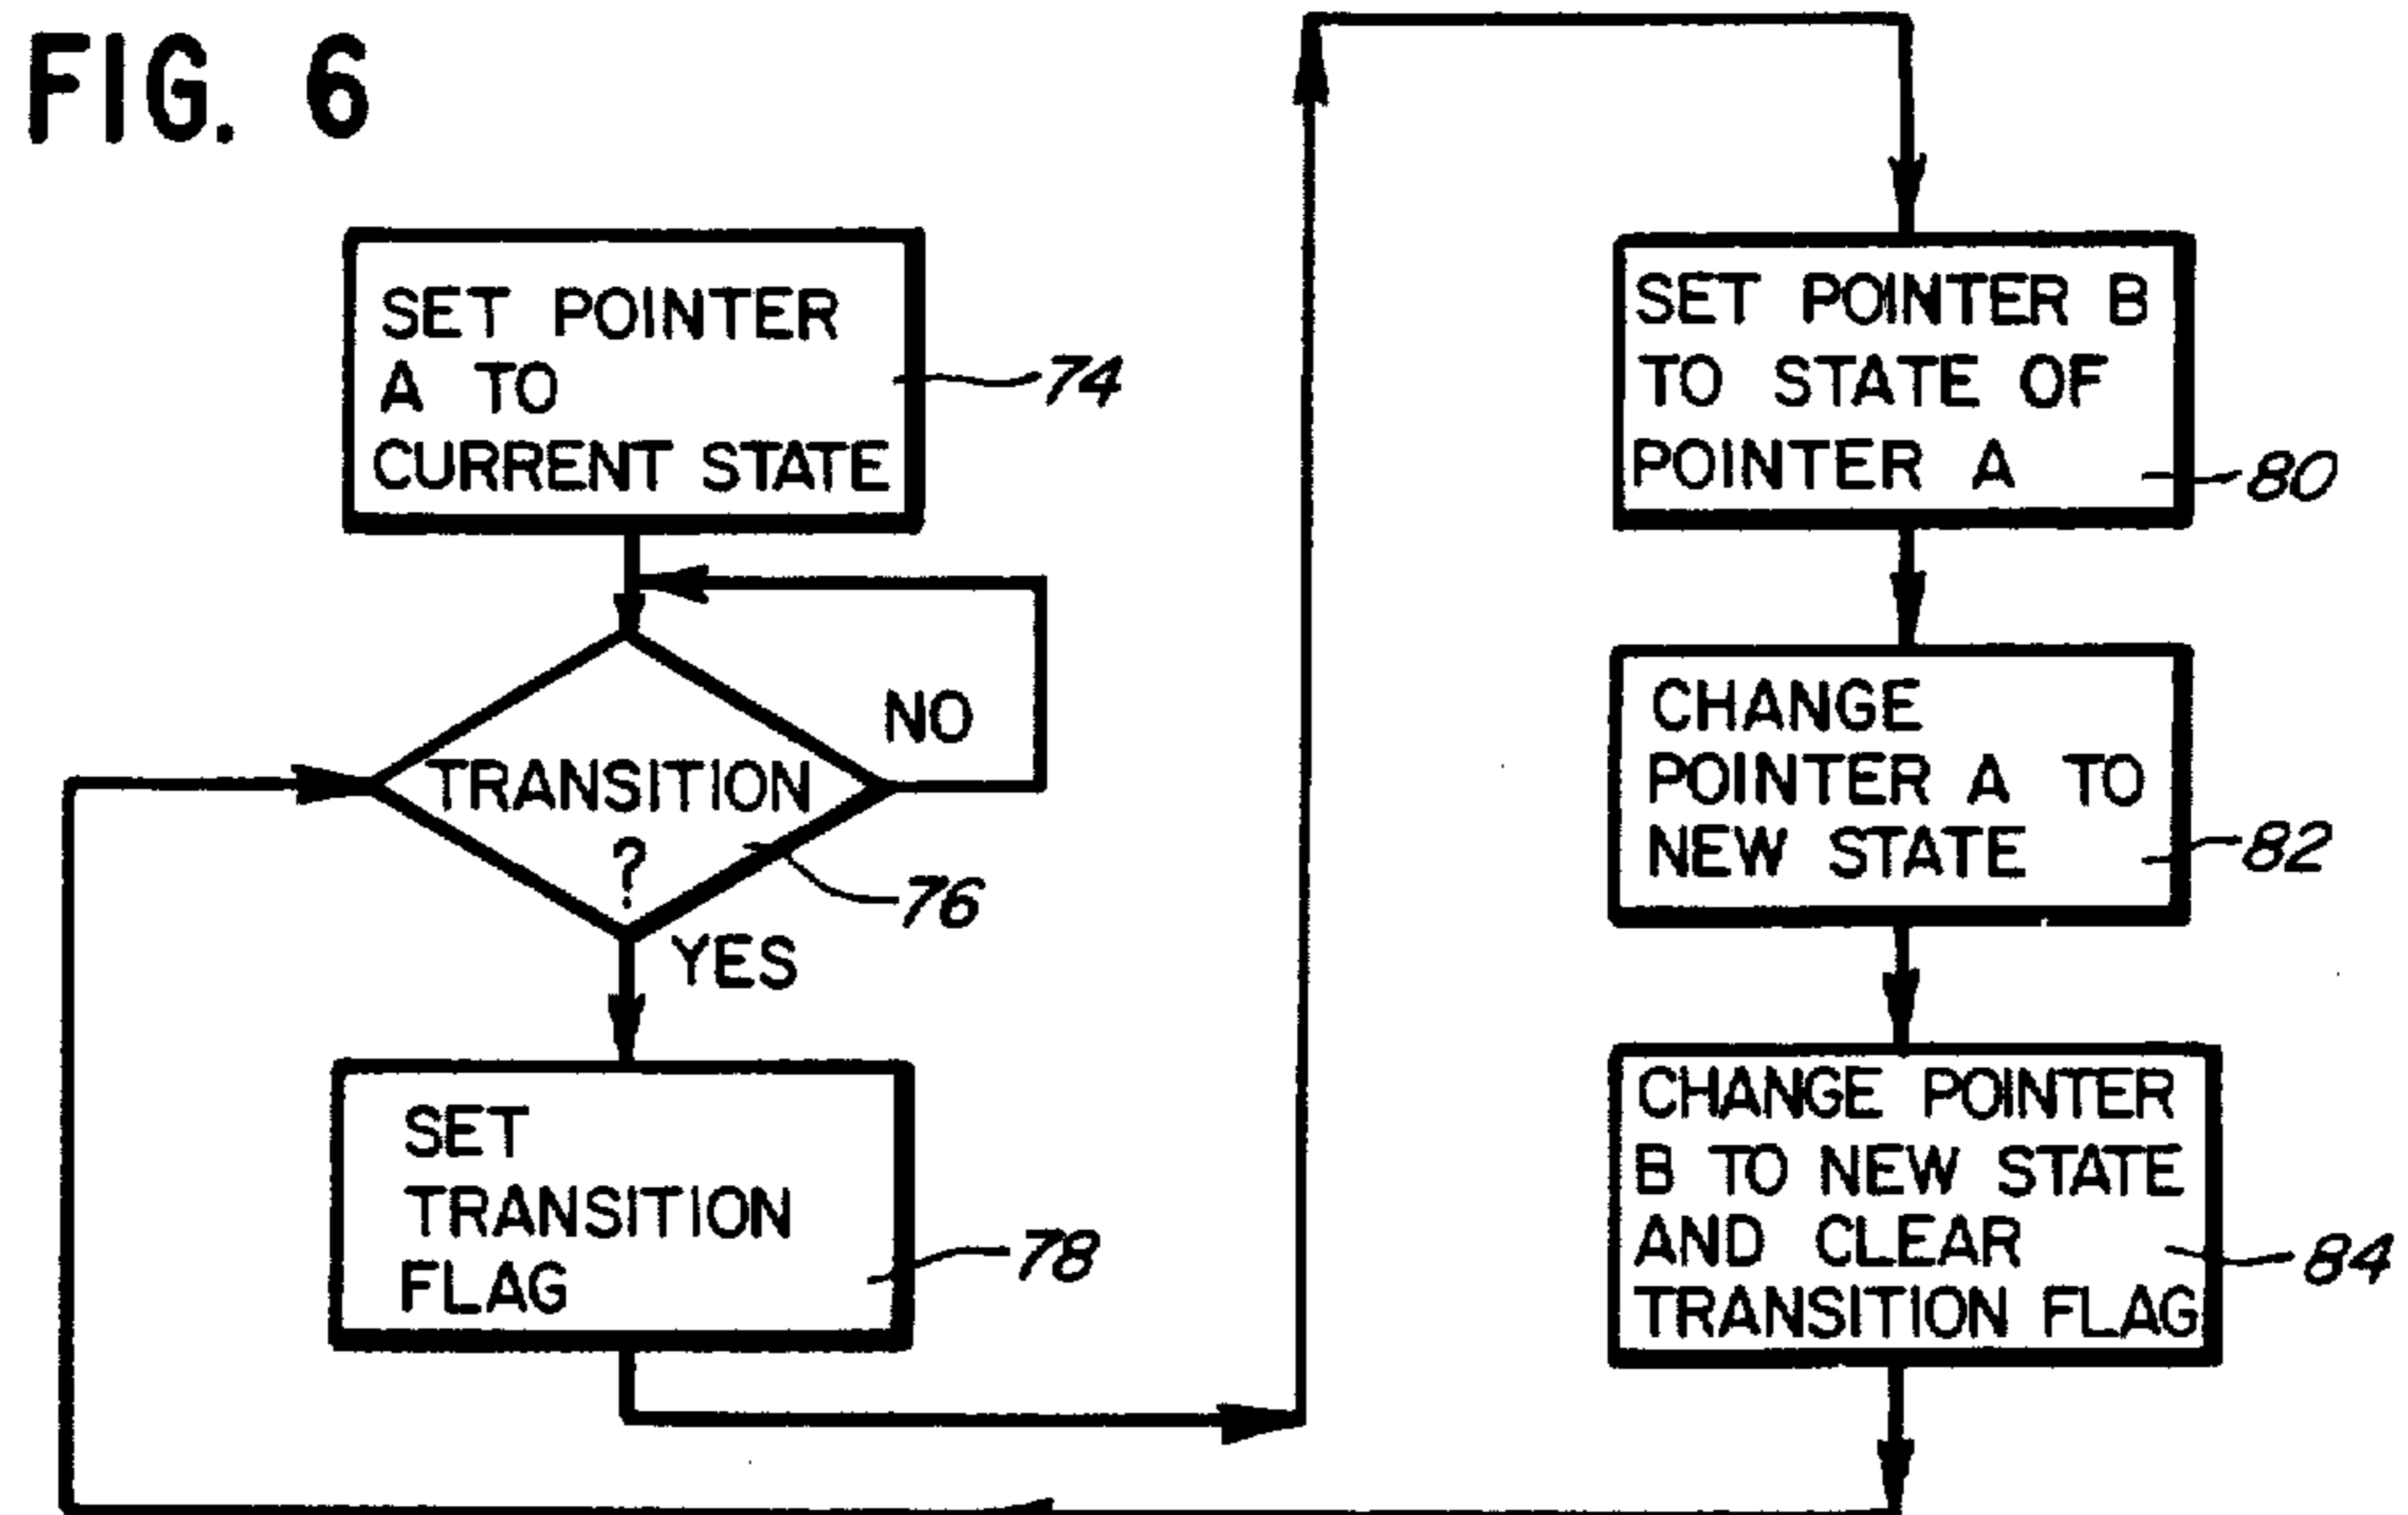 FIG. 6
SET POINTER
A TO
CURRENT STATE
74
NO
TRANSITION
?
76
YES
SET
TRANSITION
FLAG
78
SET POINTER B
TO STATE OF
POINTER A
80
CHANGE
POINTER A TO
NEW STATE
82
CHANGE POINTER
B TO NEW STATE
AND CLEAR
TRANSITION FLAG
84